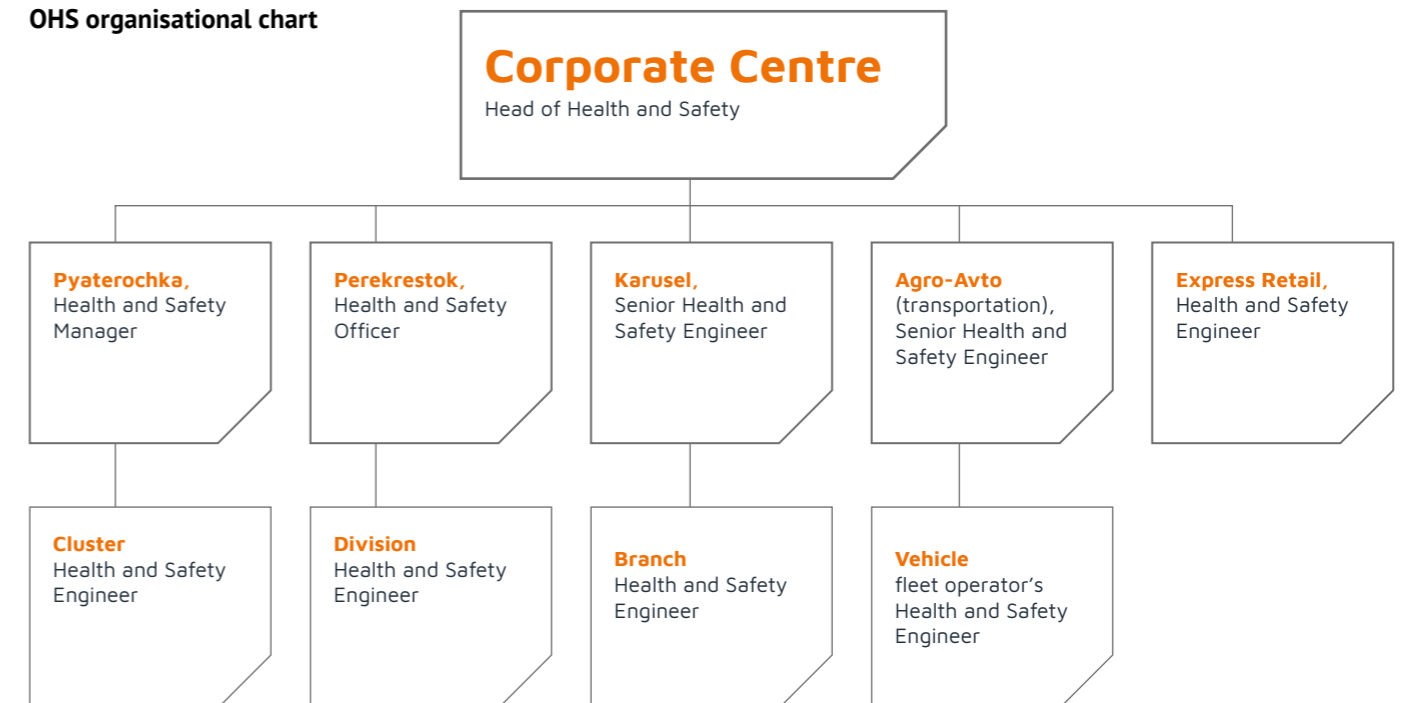 OHS organisational chart
Corporate Centre
Head of Health and Safety
Pyaterochka,
Health and Safety
Manager
Perekrestok,
Health and Safety
Officer
Karusel,
Senior Health and
Safety Engineer
Agro-Avto
(transportation),
Senior Health and
Safety Engineer
Express Retail,
Health and Safety
Engineer
Cluster
Health and Safety
Engineer
Division
Health and Safety
Engineer
Branch
Health and Safety
Engineer
Vehicle
fleet operator’s
Health and Safety
Engineer